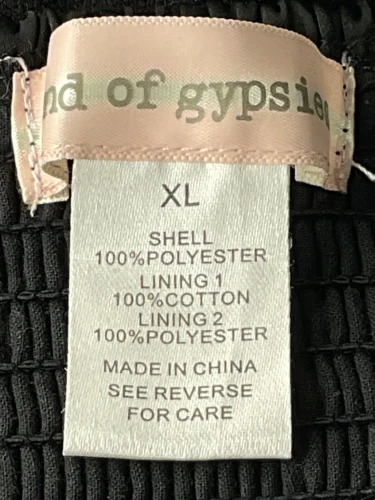 nd of gypsies
XL
SHELL
100%POLYESTER
LINING 1
100%COTTON
LINING 2
100%POLYESTER
MADE IN CHINA
SEE REVERSE
FOR CARE